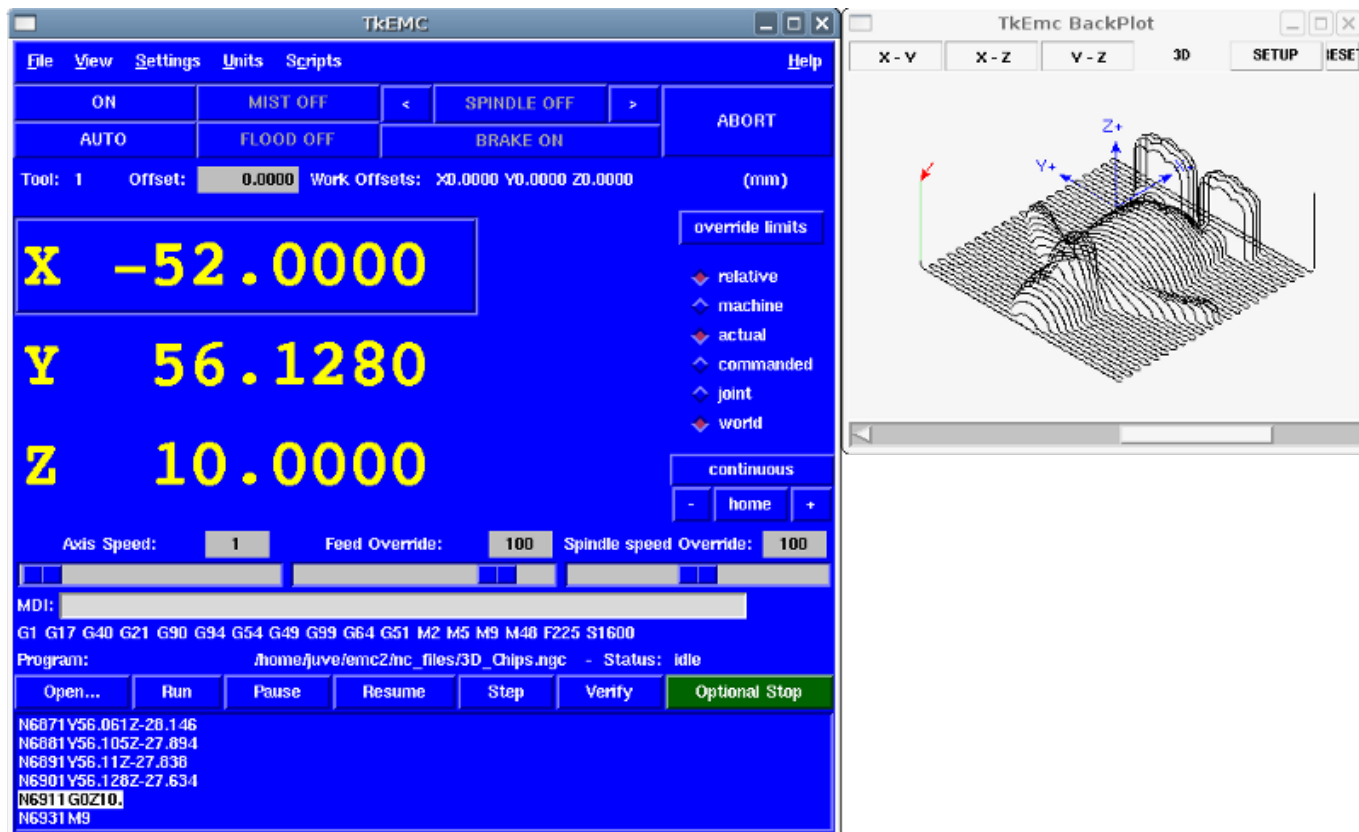 TkEMC
File View Settings Units Scripts Help
ON MIST OFF < SPINDLE OFF > ABORT
AUTO FLOOD OFF BRAKE ON
Tool: 1 Offset: 0.0000 Work Offsets: X0.0000 Y0.0000 Z0.0000 (mm)
override limits
X -52.0000
relative
machine
Y 56.1280
actual
commanded
joint
world
Z 10.0000
continuous
- home +
Axis Speed: 1 Feed Override: 100 Spindle speed Override: 100
MDI:
G1 G17 G40 G21 G90 G94 G54 G49 G99 G64 G51 M2 M5 M9 M48 F225 S1600
Program: /home/juve/emc2/nc_files/3D_Chips.ngc - Status: idle
Open... Run Pause Resume Step Verify Optional Stop
N6871Y56.061Z-28.146
N6881Y56.105Z-27.894
N6891Y56.11Z-27.838
N6901Y56.128Z-27.634
N6911G0Z10.
N6931M9
TkEmc BackPlot
X - Y X - Z Y - Z 3D SETUP
Z+
Y+
X+